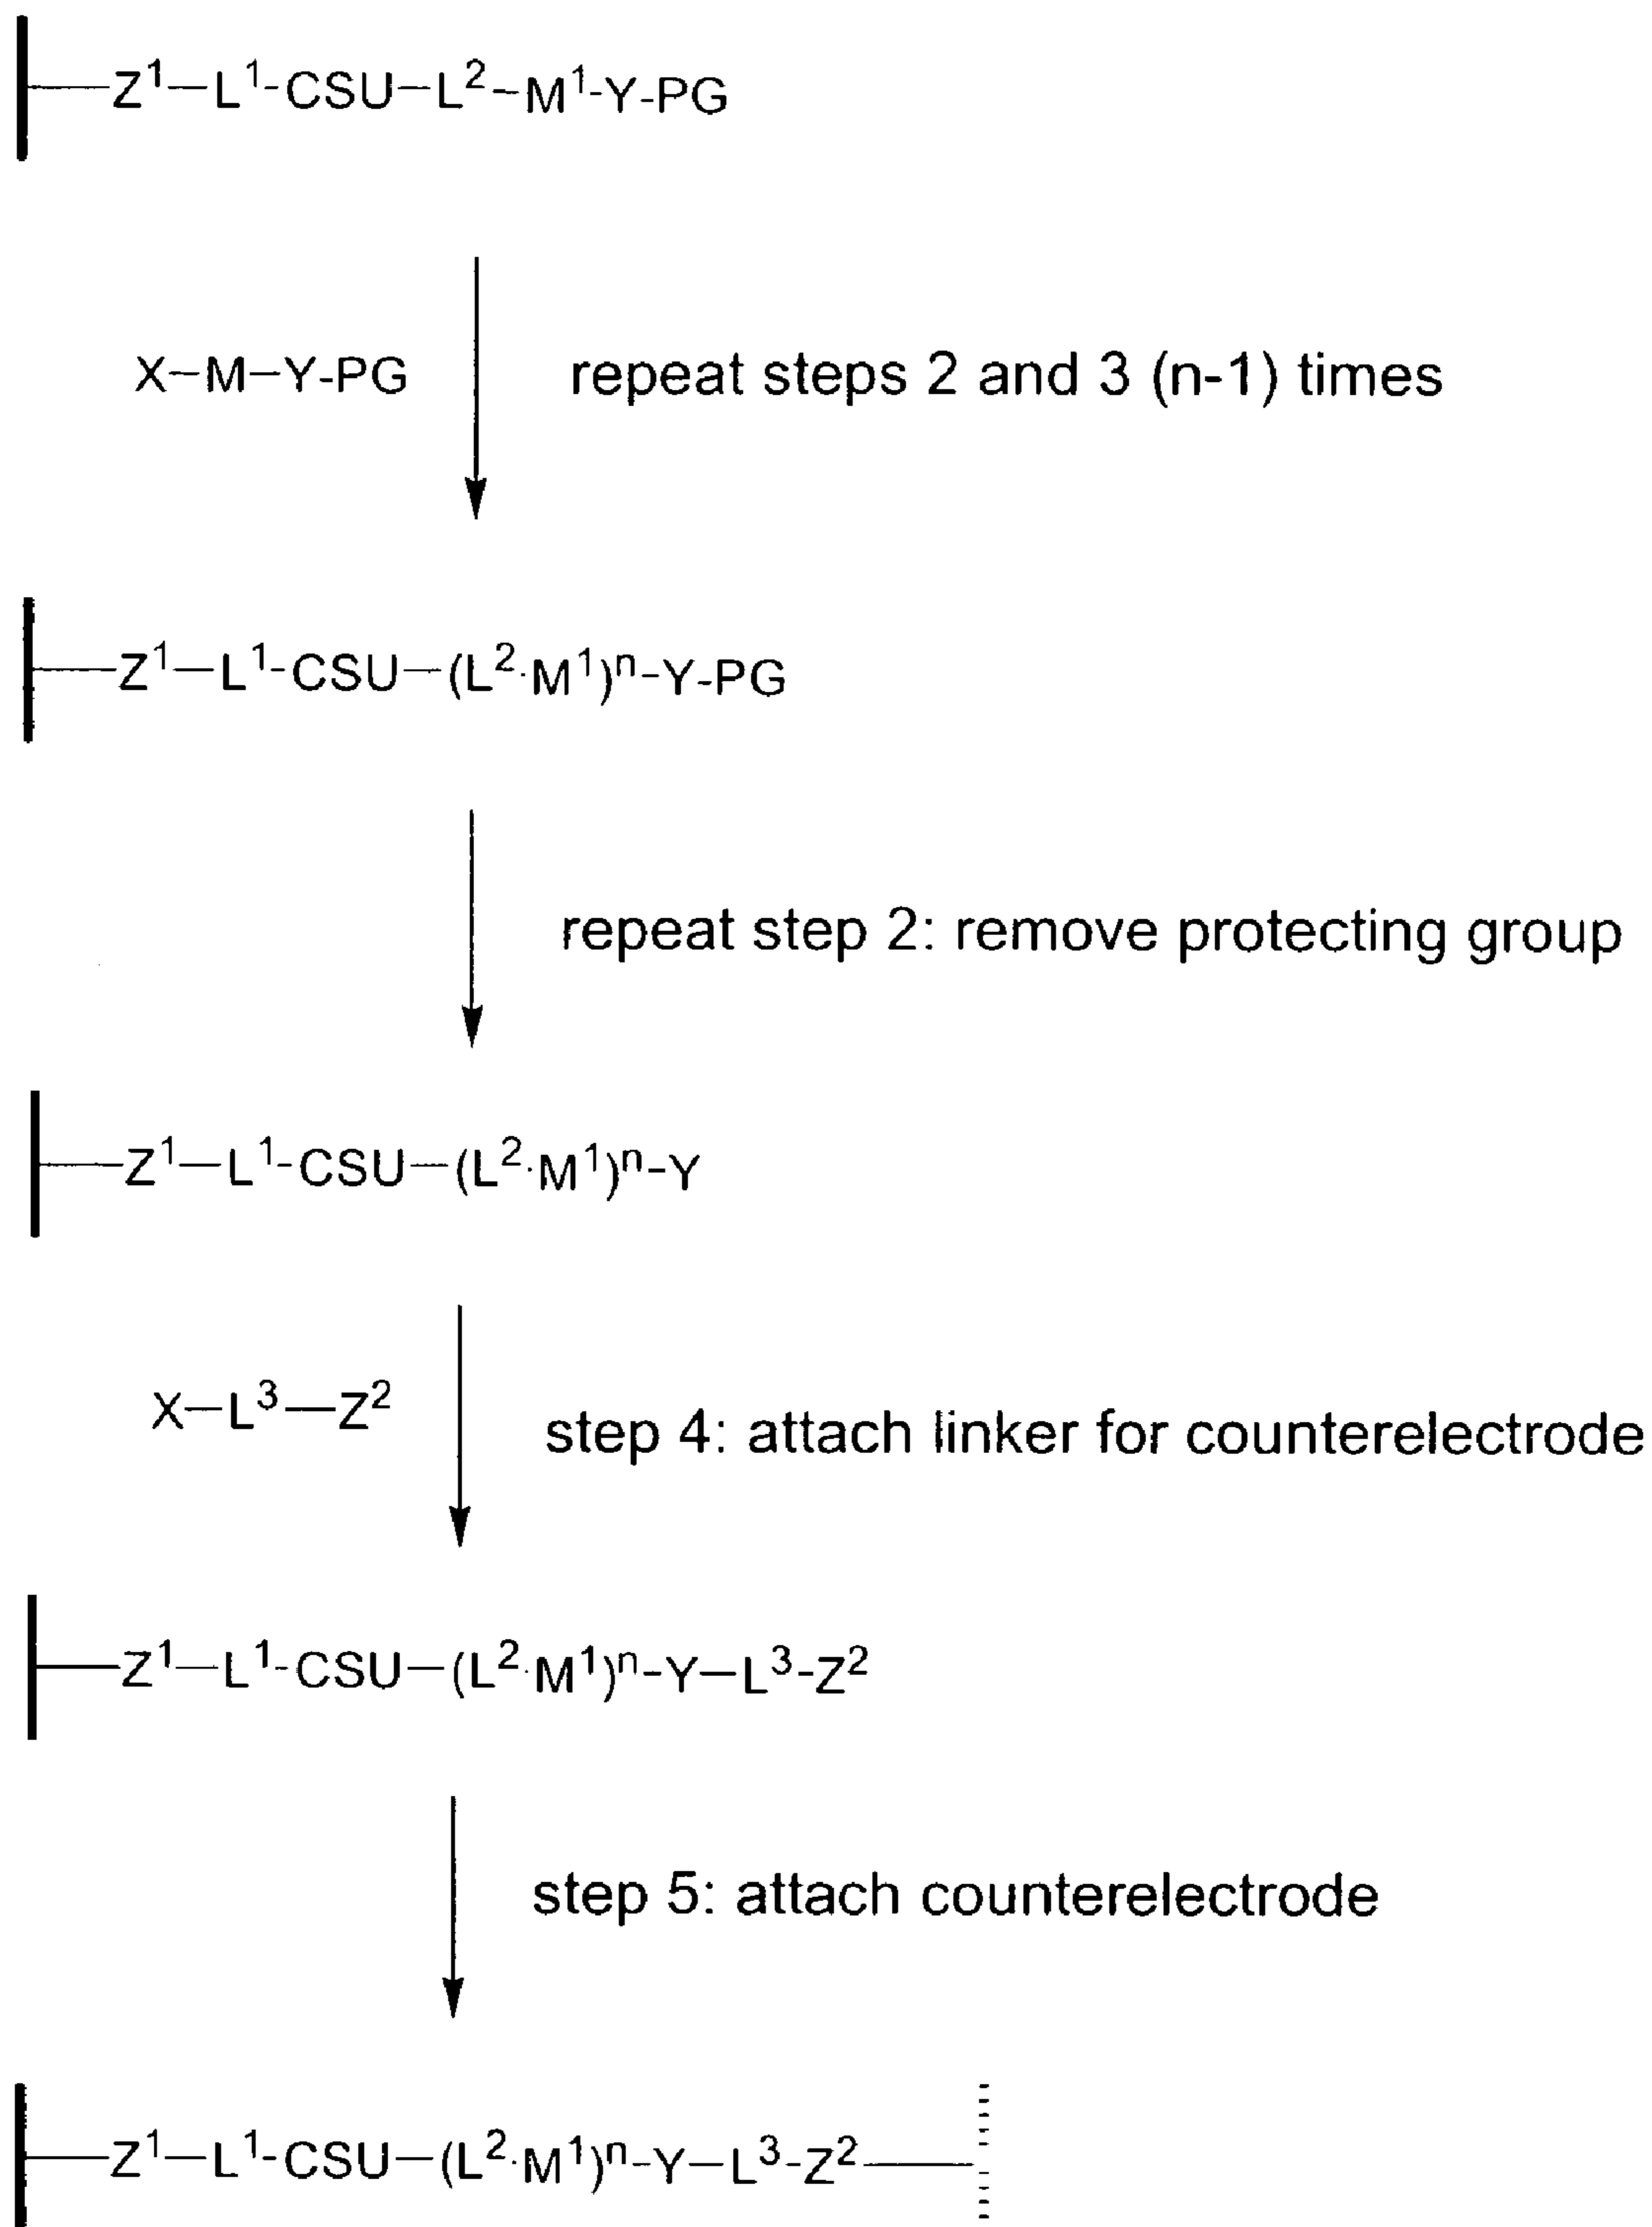 Z¹—L¹-CSU—L²-M¹-Y-PG
X—M—Y-PG
repeat steps 2 and 3 (n-1) times
Z¹—L¹-CSU—(L²·M¹)ⁿ-Y-PG
repeat step 2: remove protecting group
Z¹—L¹-CSU—(L²·M¹)ⁿ-Y
X—L³—Z²
step 4: attach linker for counterelectrode
Z¹—L¹-CSU—(L²·M¹)ⁿ-Y—L³-Z²
step 5: attach counterelectrode
Z¹—L¹-CSU—(L²·M¹)ⁿ-Y—L³-Z²